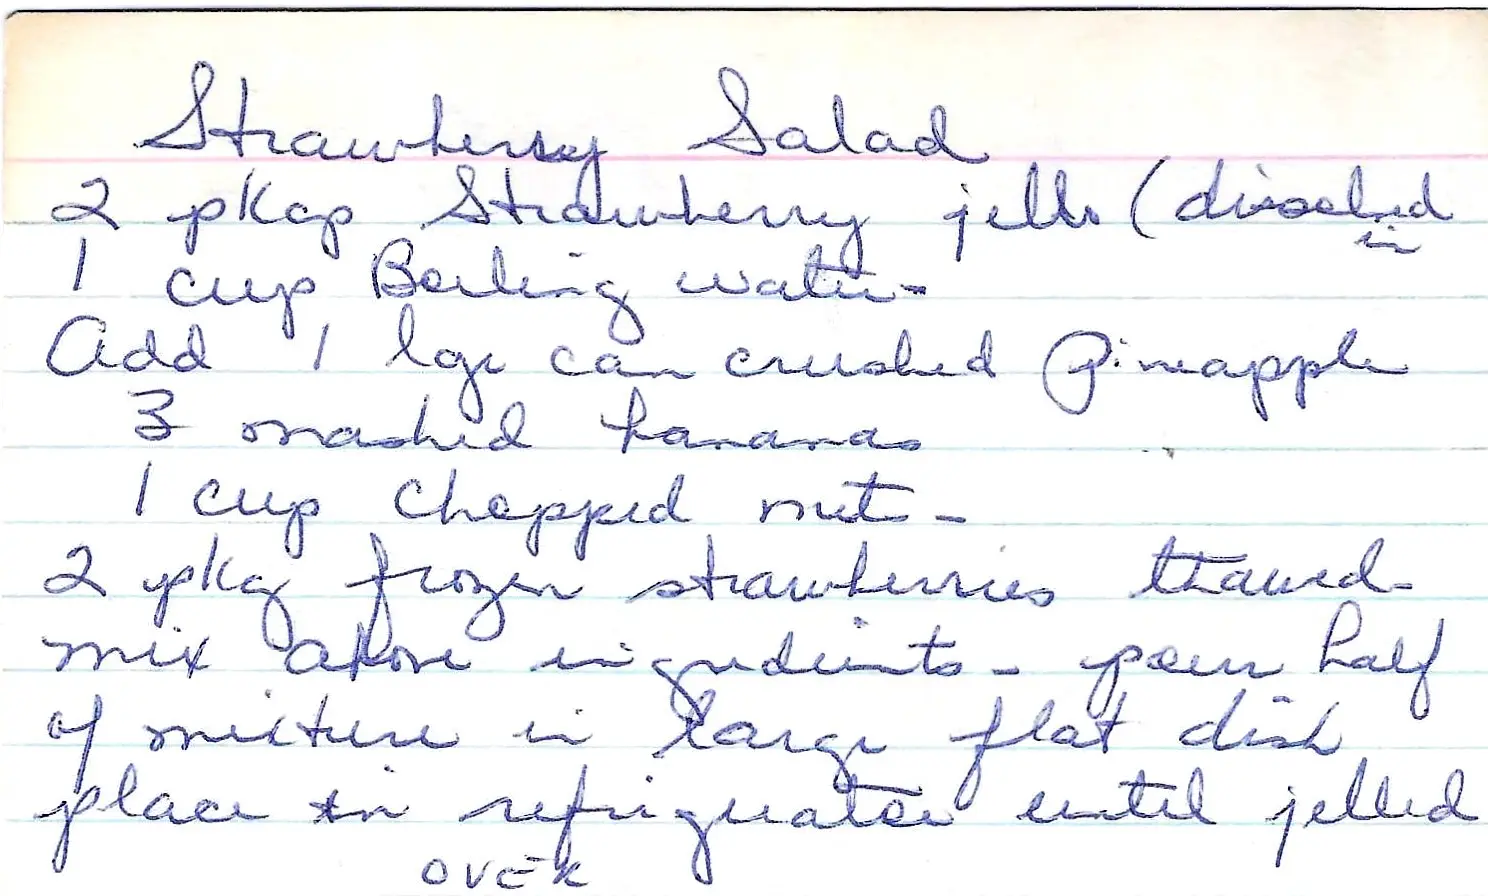 Strawberry Salad
2 pkgs Strawberry jello (disolved
in
1 cup Boiling water-
Add 1 lge can crushed Pineapple
3 mashed bananas
1 cup chopped nuts-
2 pkg frozen strawberries thawed-
mix above ingredients- pour half
of mixture in large flat dish
place in refrigerator until jelled
OVER